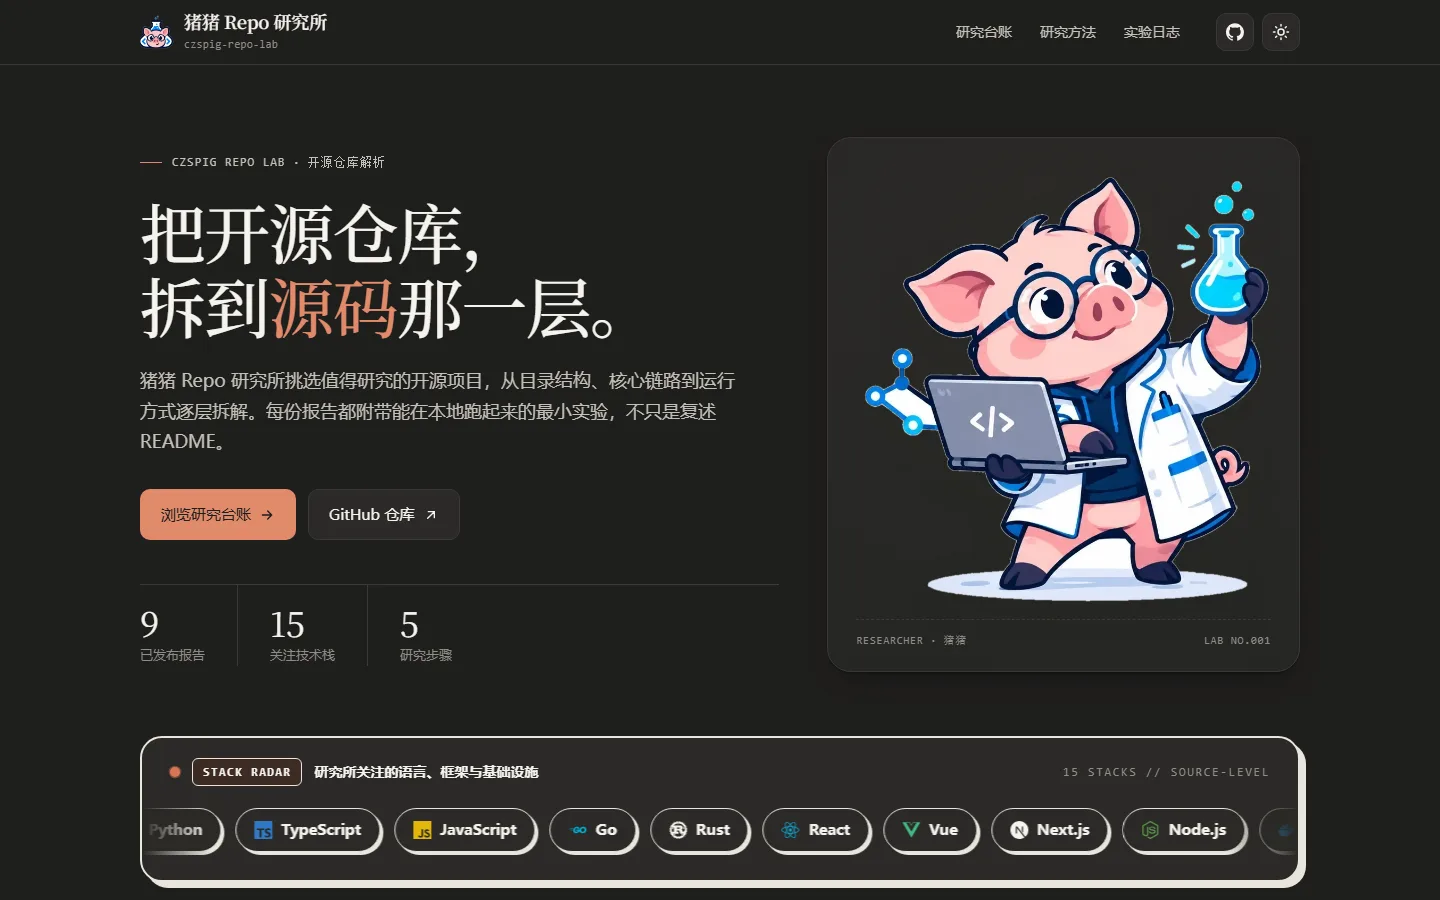 猪猪 Repo 研究所
czspig-repo-lab
研究台账
研究方法
实验日志
CZSPIG REPO LAB · 开源仓库解析
把开源仓库，
拆到源码那一层。
猪猪 Repo 研究所挑选值得研究的开源项目，从目录结构、核心链路到运行
方式逐层拆解。每份报告都附带能在本地跑起来的最小实验，不只是复述
README。
浏览研究台账 →
GitHub 仓库 ↗
9
已发布报告
15
关注技术栈
5
研究步骤
</>
RESEARCHER · 猪猪
LAB NO.001
STACK RADAR
研究所关注的语言、框架与基础设施
15 STACKS // SOURCE-LEVEL
Python
TS TypeScript
JS JavaScript
GO Go
R Rust
React
Vue
N Next.js
JS Node.js